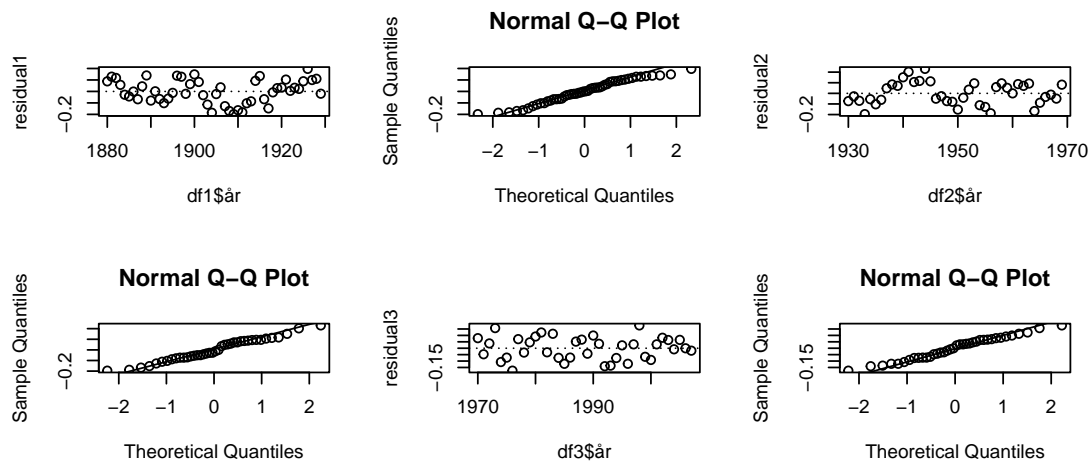 residual1
−0.2
1880 1900 1920
df1$år
Normal Q−Q Plot
Sample Quantiles
−0.2
−2 −1 0 1 2
Theoretical Quantiles
residual2
−0.2
1930 1950 1970
df2$år
Normal Q−Q Plot
Sample Quantiles
−0.2
−2 −1 0 1 2
Theoretical Quantiles
residual3
−0.15
1970 1990
df3$år
Normal Q−Q Plot
Sample Quantiles
−0.15
−2 −1 0 1 2
Theoretical Quantiles